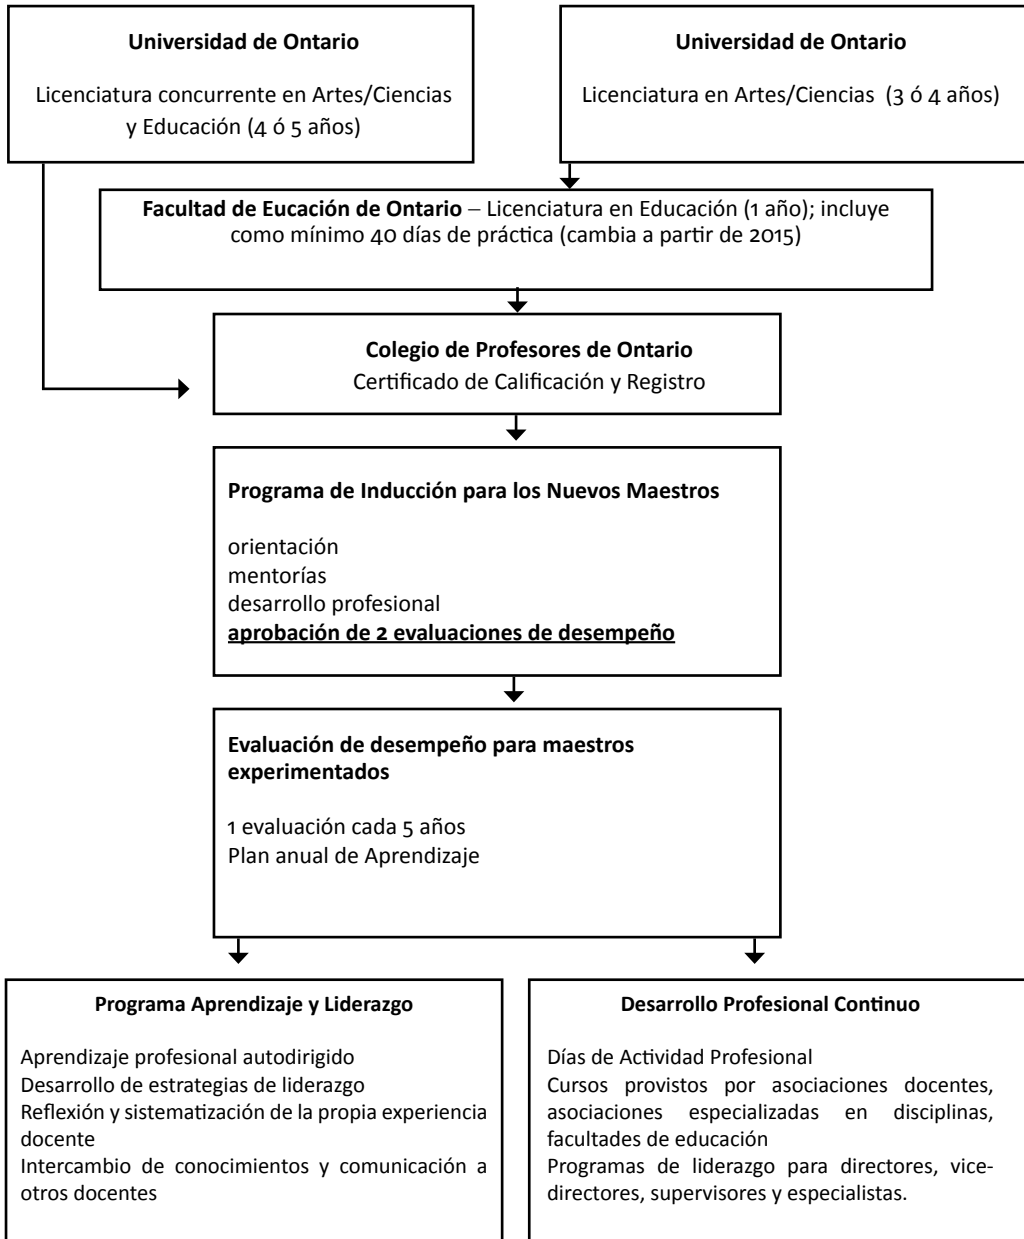 Universidad de Ontario
Licenciatura concurrente en Artes/Ciencias
y Educación (4 ó 5 años)
Universidad de Ontario
Licenciatura en Artes/Ciencias (3 ó 4 años)
Facultad de Eucación de Ontario – Licenciatura en Educación (1 año); incluye
como mínimo 40 días de práctica (cambia a partir de 2015)
Colegio de Profesores de Ontario
Certificado de Calificación y Registro
Programa de Inducción para los Nuevos Maestros
orientación
mentorías
desarrollo profesional
aprobación de 2 evaluaciones de desempeño
Evaluación de desempeño para maestros
experimentados
1 evaluación cada 5 años
Plan anual de Aprendizaje
Programa Aprendizaje y Liderazgo
Aprendizaje profesional autodirigido
Desarrollo de estrategias de liderazgo
Reflexión y sistematización de la propia experiencia
docente
Intercambio de conocimientos y comunicación a
otros docentes
Desarrollo Profesional Continuo
Días de Actividad Profesional
Cursos provistos por asociaciones docentes,
asociaciones especializadas en disciplinas,
facultades de educación
Programas de liderazgo para directores, vice-
directores, supervisores y especialistas.